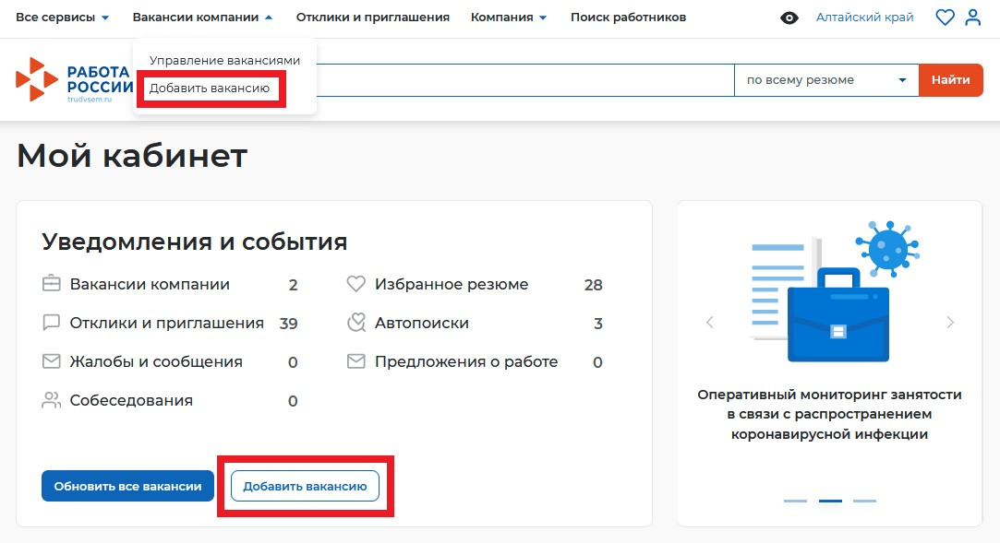 Все сервисы Вакансии компании Отклики и приглашения Компания Поиск работников Алтайский край
Управление вакансиями
Добавить вакансию
РАБОТА
РОССИИ
trudvsem.ru
по всему резюме Найти
Мой кабинет
Уведомления и события
Вакансии компании 2 Избранное резюме 28
Отклики и приглашения 39 Автопоиски 3
Жалобы и сообщения 0 Предложения о работе 0
Собеседования 0
Обновить все вакансии Добавить вакансию
Оперативный мониторинг занятости
в связи с распространением
коронавирусной инфекции